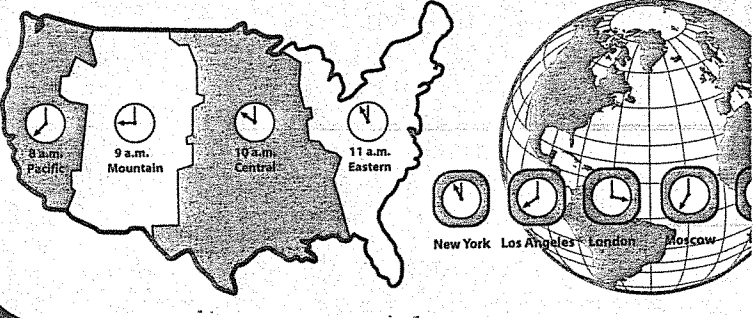 8 a.m.
Pacific
9 a.m.
Mountain
10 a.m.
Central
11 a.m.
Eastern
New York
Los Angeles
London
Moscow